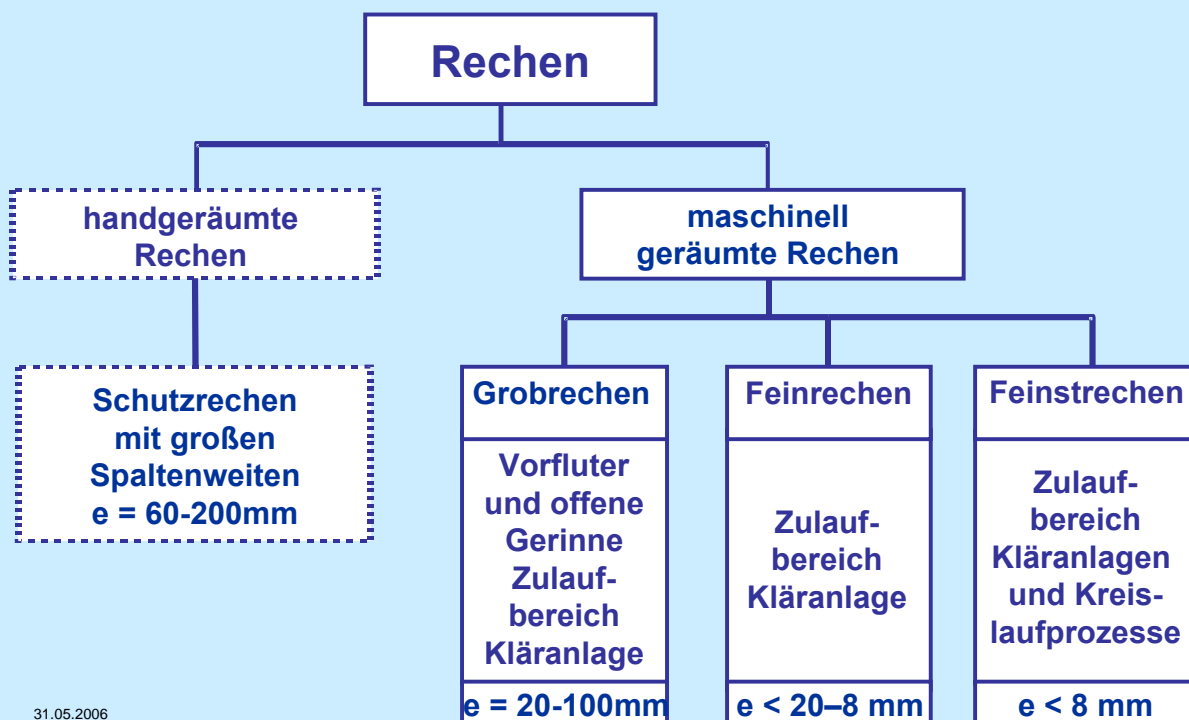 Rechen
handgeräumte
Rechen
maschinell
geräumte Rechen
Schutzrechen
mit großen
Spaltenweiten
e = 60-200mm
Grobrechen
Vorfluter
und offene
Gerinne
Zulauf-
bereich
Kläranlage
e = 20-100mm
Feinrechen
Zulauf-
bereich
Kläranlage
e < 20–8 mm
Feinstrechen
Zulauf-
bereich
Kläranlagen
und Kreis-
laufprozesse
e < 8 mm
31.05.2006